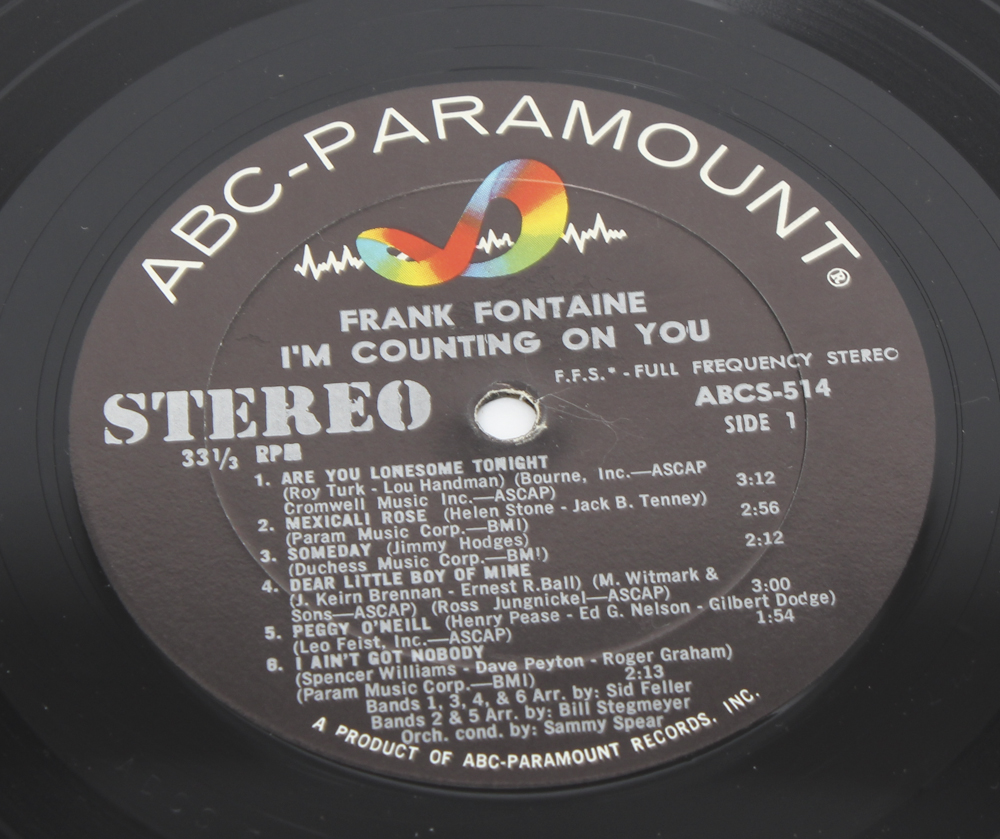 ABC-PARAMOUNT®
FRANK FONTAINE
I'M COUNTING ON YOU
F.F.S.* - FULL FREQUENCY STEREO
STEREO
ABCS-514
33⅓ RPM
SIDE 1
1. ARE YOU LONESOME TONIGHT
(Roy Turk - Lou Handman) (Bourne, Inc.—ASCAP
Cromwell Music Inc.—ASCAP) 3:12
2. MEXICALI ROSE (Helen Stone - Jack B. Tenney)
(Param Music Corp.—BMI) 2:56
3. SOMEDAY (Jimmy Hodges)
(Duchess Music Corp.—BMI) 2:12
4. DEAR LITTLE BOY OF MINE
(J. Keirn Brennan - Ernest R.Ball) (M. Witmark &
Sons—ASCAP) (Ross Jungnickel—ASCAP) 3:00
5. PEGGY O'NEILL (Henry Pease - Ed G. Nelson - Gilbert Dodge)
(Leo Feist, Inc.—ASCAP) 1:54
6. I AIN'T GOT NOBODY
(Spencer Williams - Dave Peyton - Roger Graham)
(Param Music Corp.—BMI) 2:13
Bands 1, 3, 4, & 6 Arr. by: Sid Feller
Bands 2 & 5 Arr. by: Bill Stegmeyer
Orch. cond. by: Sammy Spear
A PRODUCT OF ABC-PARAMOUNT RECORDS, INC.